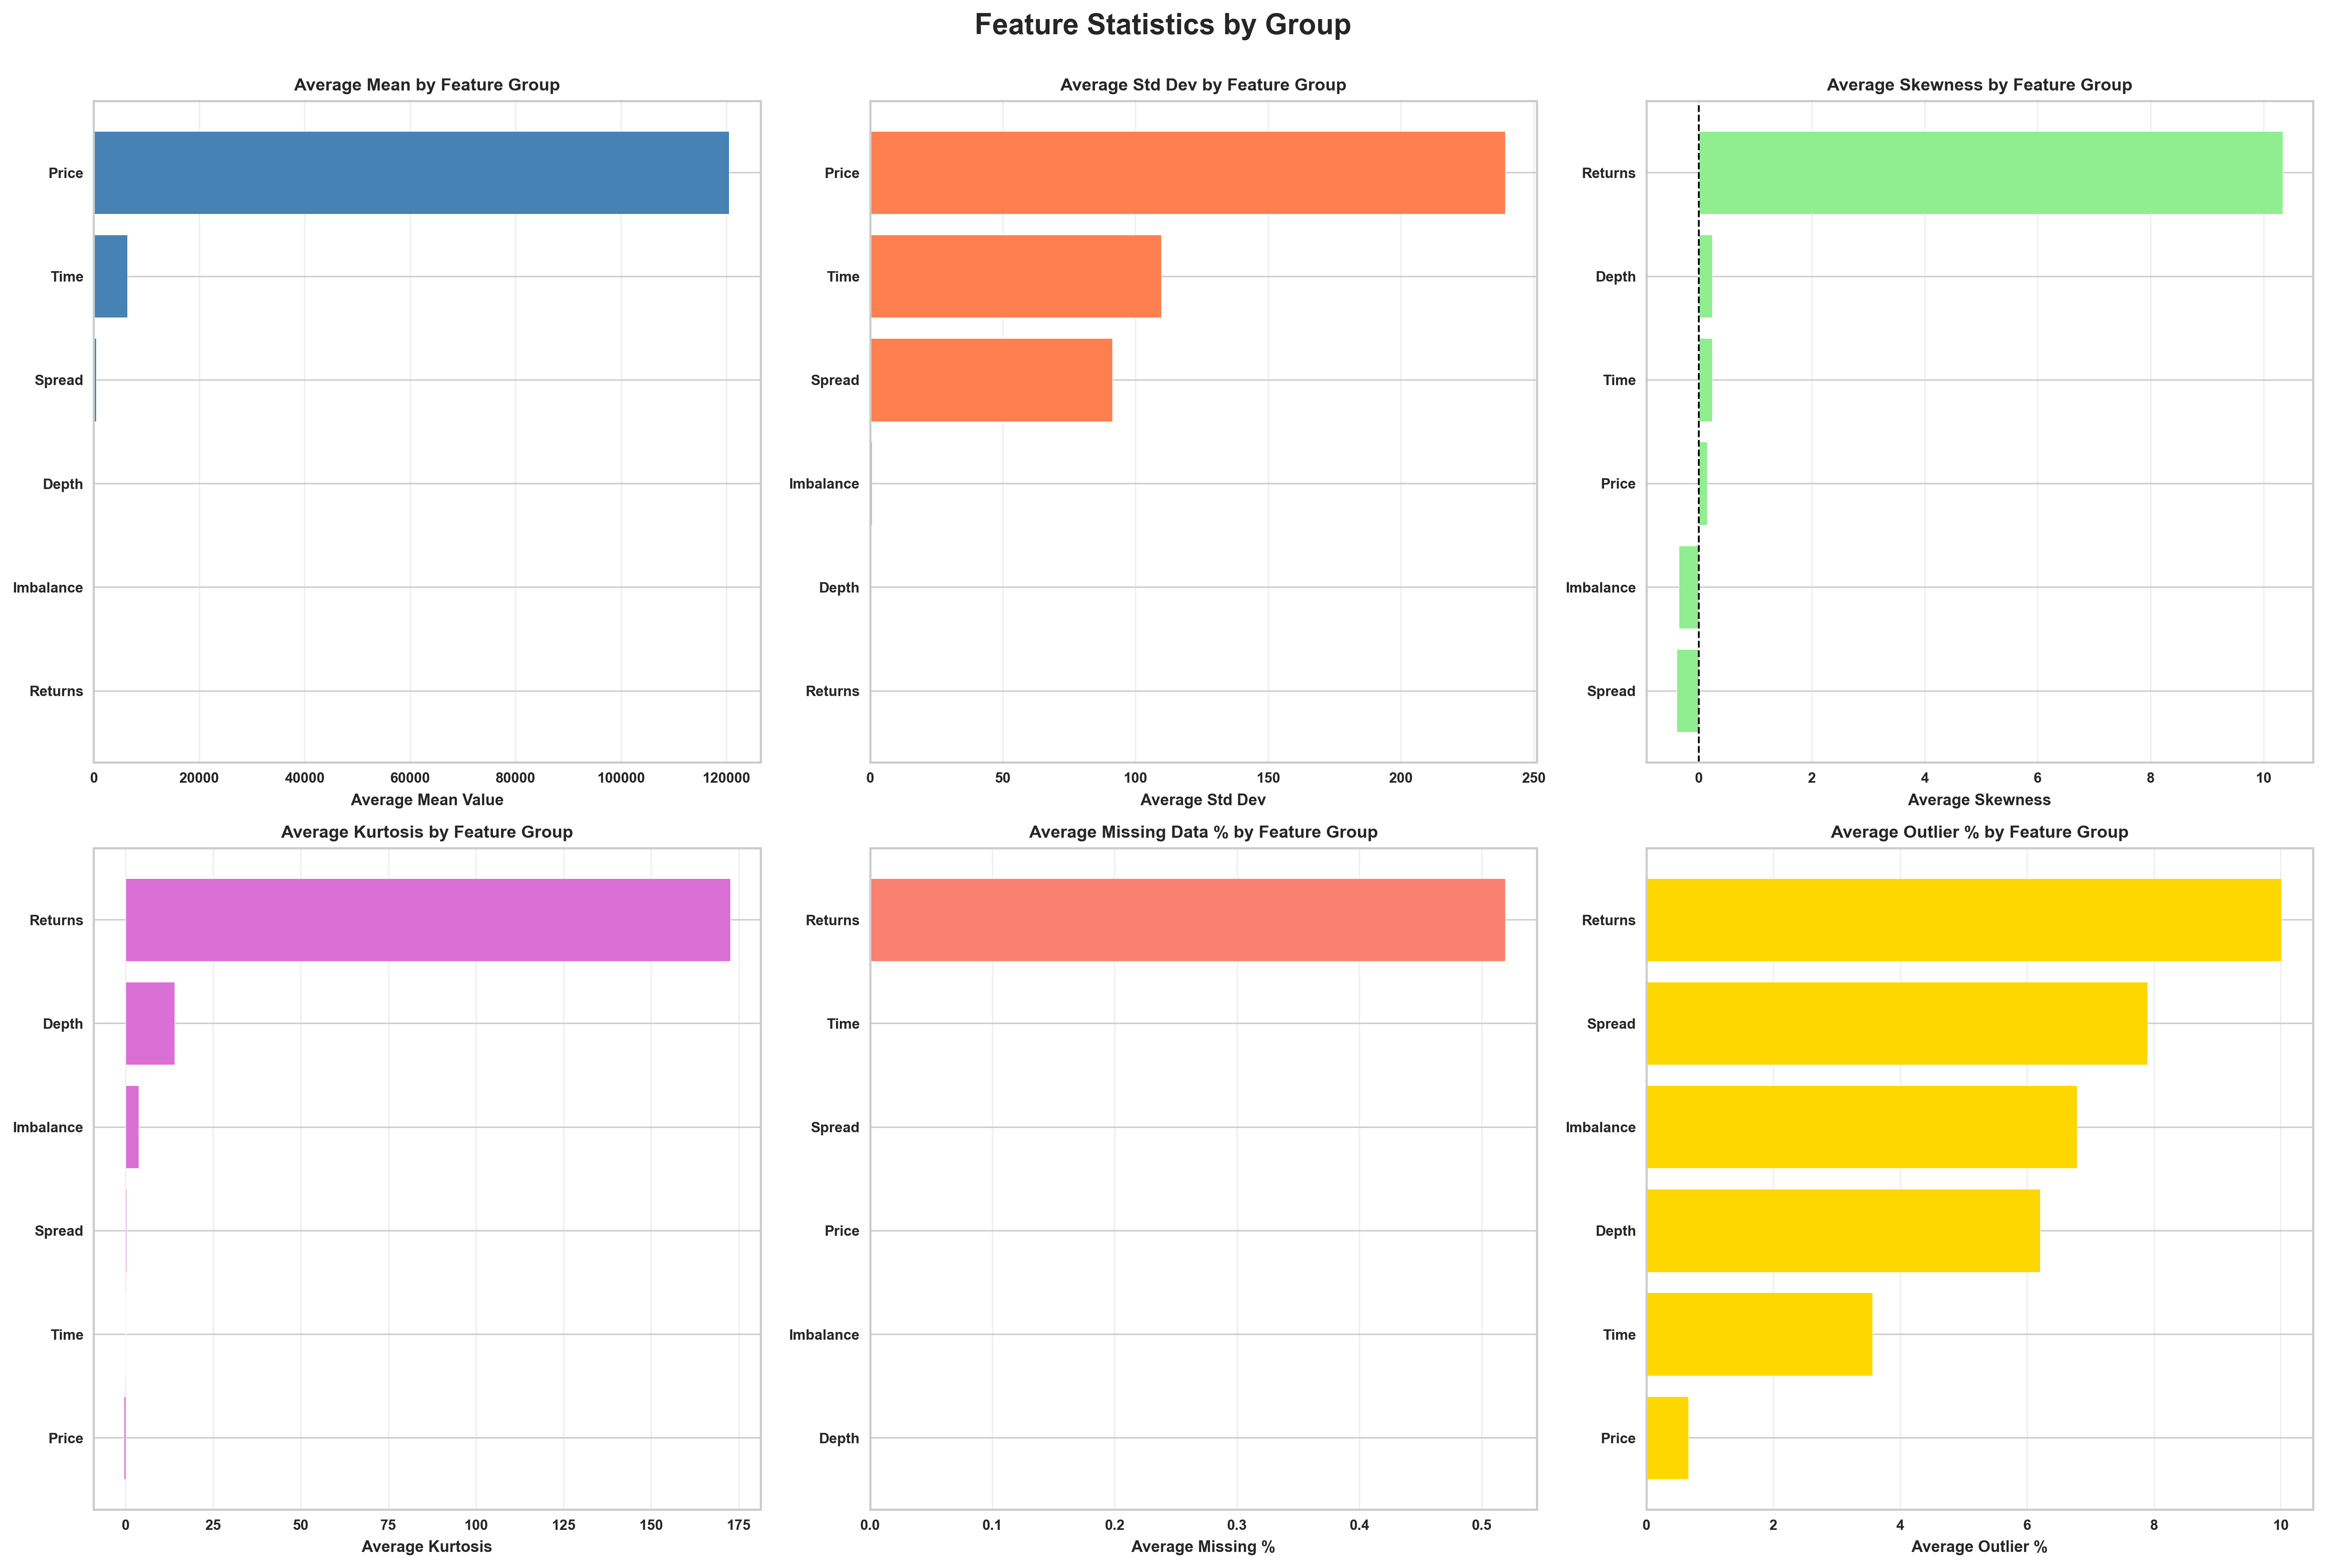 Feature Statistics by Group
Average Mean by Feature Group
Price
Time
Spread
Depth
Imbalance
Returns
0 20000 40000 60000 80000 100000 120000
Average Mean Value
Average Std Dev by Feature Group
Price
Time
Spread
Imbalance
Depth
Returns
0 50 100 150 200 250
Average Std Dev
Average Skewness by Feature Group
Returns
Depth
Time
Price
Imbalance
Spread
0 2 4 6 8 10
Average Skewness
Average Kurtosis by Feature Group
Returns
Depth
Imbalance
Spread
Time
Price
0 25 50 75 100 125 150 175
Average Kurtosis
Average Missing Data % by Feature Group
Returns
Time
Spread
Price
Imbalance
Depth
0.0 0.1 0.2 0.3 0.4 0.5
Average Missing %
Average Outlier % by Feature Group
Returns
Spread
Imbalance
Depth
Time
Price
0 2 4 6 8 10
Average Outlier %